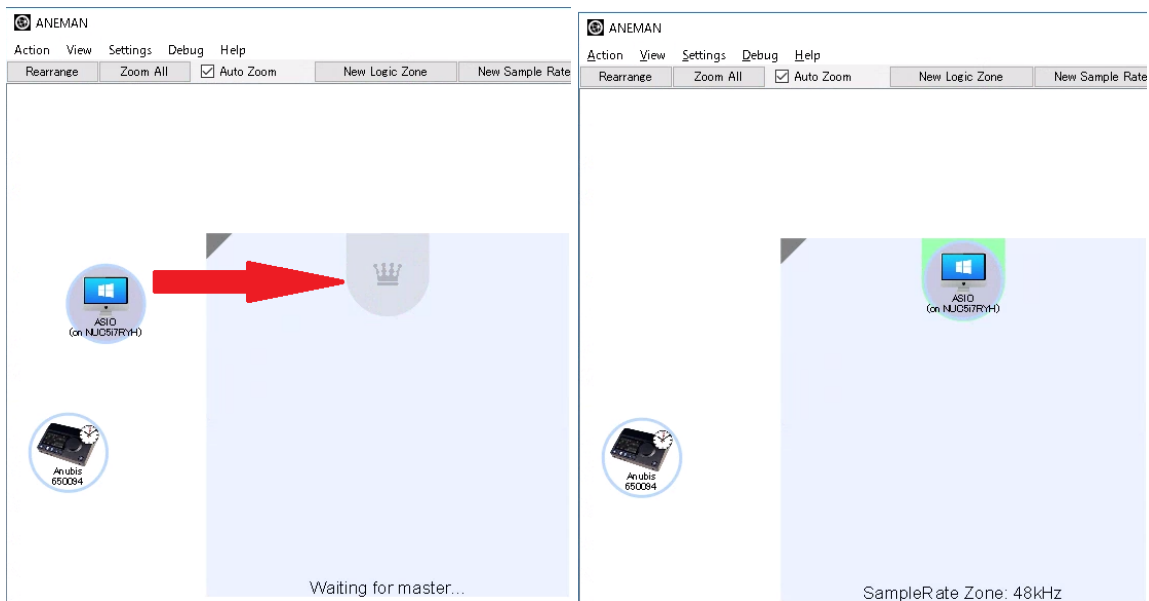 ANEMAN
Action View Settings Debug Help
Rearrange Zoom All Auto Zoom New Logic Zone New Sample Rate
ASIO
(on NUC5i7RYH)
Anubis
650094
Waiting for master...
ANEMAN
Action View Settings Debug Help
Rearrange Zoom All Auto Zoom New Logic Zone New Sample Rate
ASIO
(on NUC5i7RYH)
Anubis
650094
SampleRate Zone: 48kHz